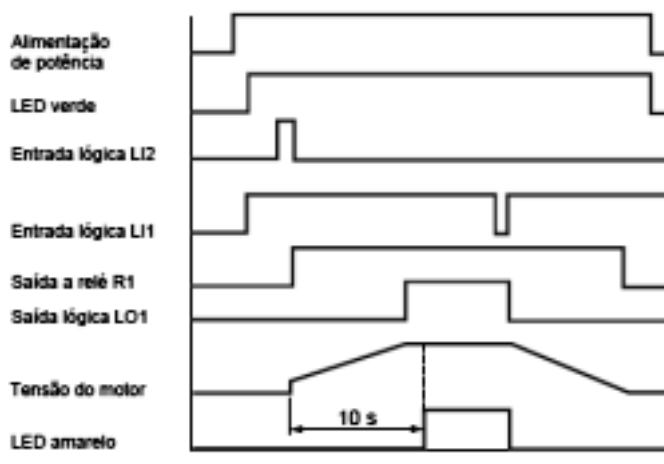 Alimentação
de potência
LED verde
Entrada lógica LI2
Entrada lógica LI1
Saída a relé R1
Saída lógica LO1
Tensão do motor
10 s
LED amarelo